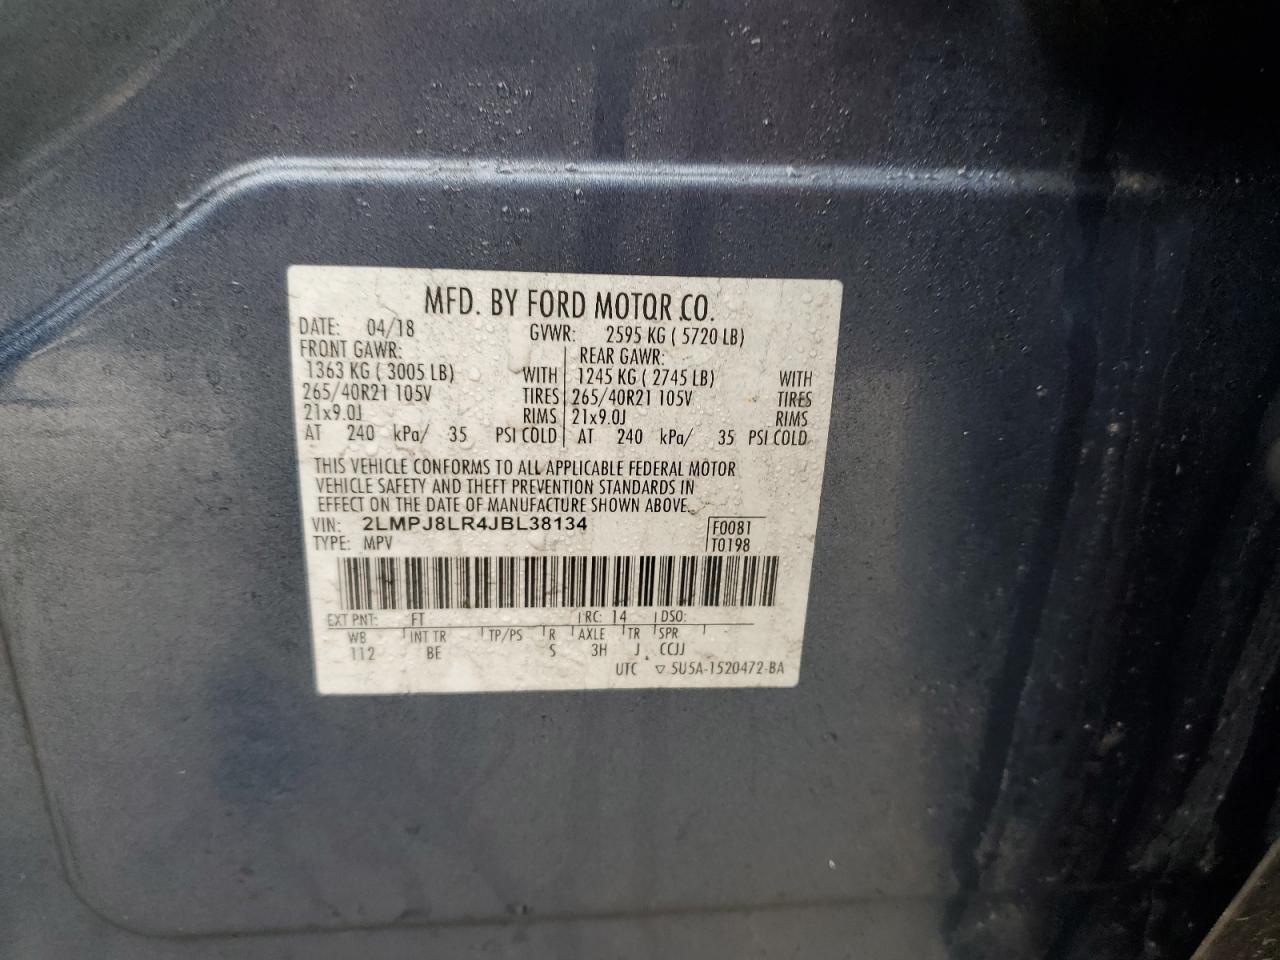 MFD. BY FORD MOTOR CO.
DATE: 04/18 GVWR: 2595 KG ( 5720 LB)
FRONT GAWR: REAR GAWR:
1363 KG ( 3005 LB) WITH 1245 KG ( 2745 LB) WITH
265/40R21 105V TIRES 265/40R21 105V TIRES
21x9.0J RIMS 21x9.0J RIMS
AT 240 kPa/ 35 PSI COLD AT 240 kPa/ 35 PSI COLD
THIS VEHICLE CONFORMS TO ALL APPLICABLE FEDERAL MOTOR
VEHICLE SAFETY AND THEFT PREVENTION STANDARDS IN
EFFECT ON THE DATE OF MANUFACTURE SHOWN ABOVE.
VIN: 2LMPJ8LR4JBL38134 F0081
TYPE: MPV T0198
EXT PNT: FT RC: 14 DSO:
WB INT TR TP/PS R AXLE TR SPR
112 BE S 3H J CCJJ
UTC ▽ 5U5A-1520472-BA